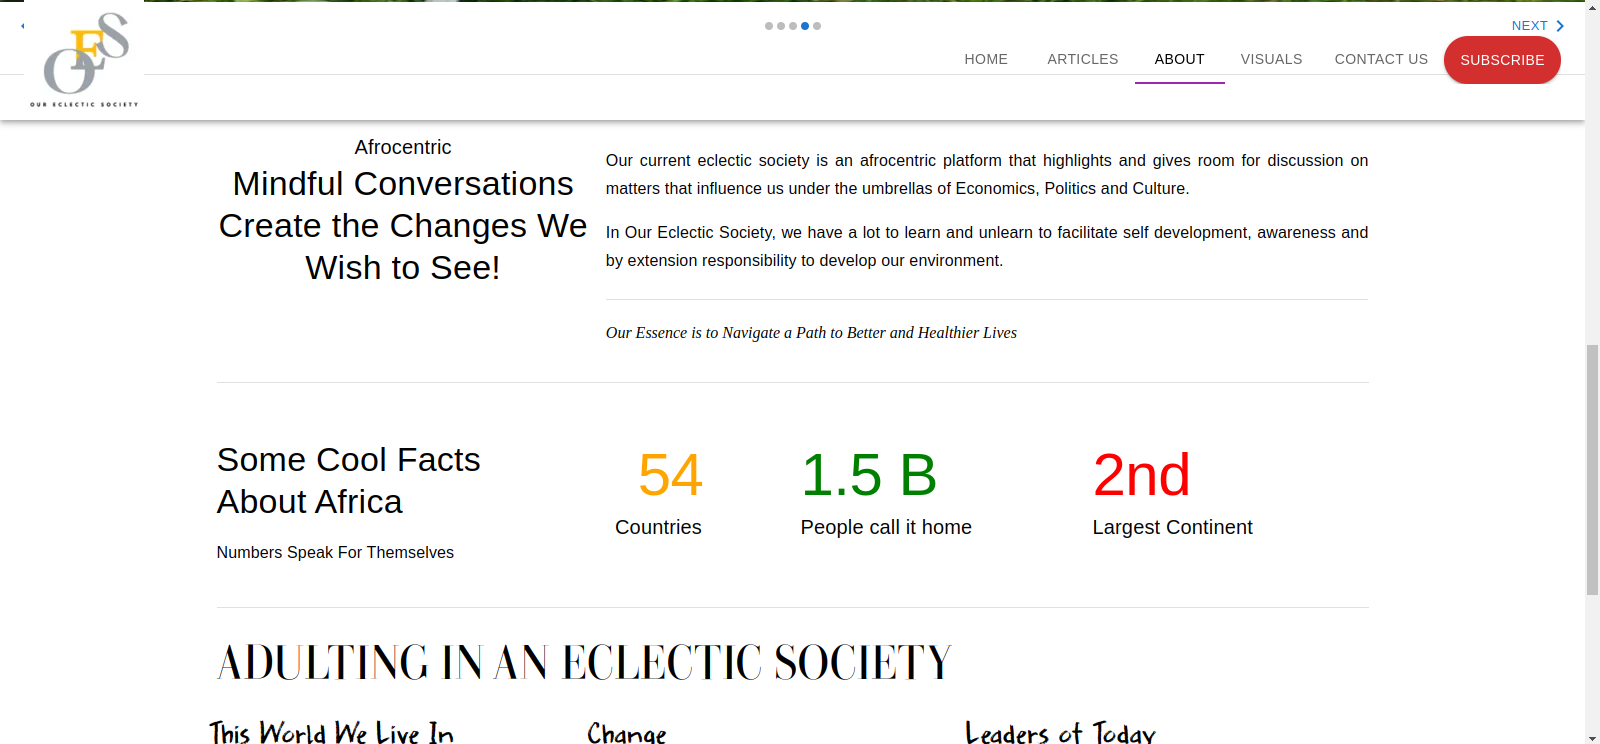 NEXT
OES
OUR ECLECTIC SOCIETY
HOME ARTICLES ABOUT VISUALS CONTACT US SUBSCRIBE
Afrocentric
Mindful Conversations
Create the Changes We
Wish to See!
Our current eclectic society is an afrocentric platform that highlights and gives room for discussion on
matters that influence us under the umbrellas of Economics, Politics and Culture.
In Our Eclectic Society, we have a lot to learn and unlearn to facilitate self development, awareness and
by extension responsibility to develop our environment.
Our Essence is to Navigate a Path to Better and Healthier Lives
Some Cool Facts
About Africa
Numbers Speak For Themselves
54
Countries
1.5 B
People call it home
2nd
Largest Continent
ADULTING IN AN ECLECTIC SOCIETY
This World We Live In
Change
Leaders of Today